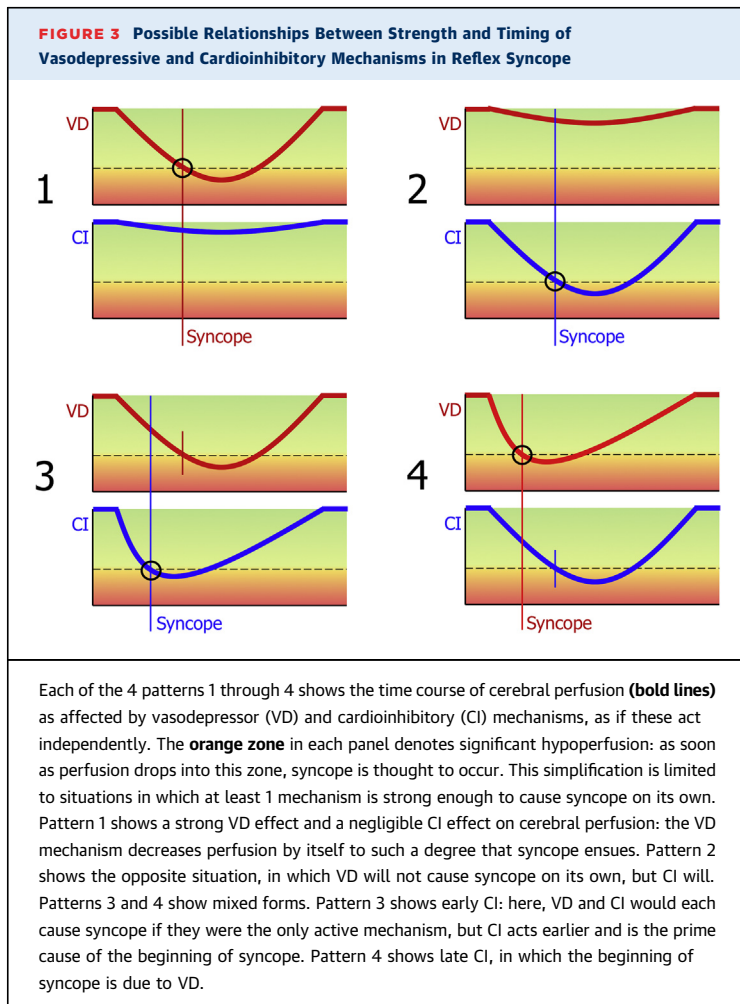 FIGURE 3 Possible Relationships Between Strength and Timing of
Vasodepressive and Cardioinhibitory Mechanisms in Reflex Syncope
1
VD
CI
Syncope
2
VD
CI
Syncope
3
VD
CI
Syncope
4
VD
CI
Syncope
Each of the 4 patterns 1 through 4 shows the time course of cerebral perfusion (bold lines)
as affected by vasodepressor (VD) and cardioinhibitory (CI) mechanisms, as if these act
independently. The orange zone in each panel denotes significant hypoperfusion: as soon
as perfusion drops into this zone, syncope is thought to occur. This simplification is limited
to situations in which at least 1 mechanism is strong enough to cause syncope on its own.
Pattern 1 shows a strong VD effect and a negligible CI effect on cerebral perfusion: the VD
mechanism decreases perfusion by itself to such a degree that syncope ensues. Pattern 2
shows the opposite situation, in which VD will not cause syncope on its own, but CI will.
Patterns 3 and 4 show mixed forms. Pattern 3 shows early CI: here, VD and CI would each
cause syncope if they were the only active mechanism, but CI acts earlier and is the prime
cause of the beginning of syncope. Pattern 4 shows late CI, in which the beginning of
syncope is due to VD.